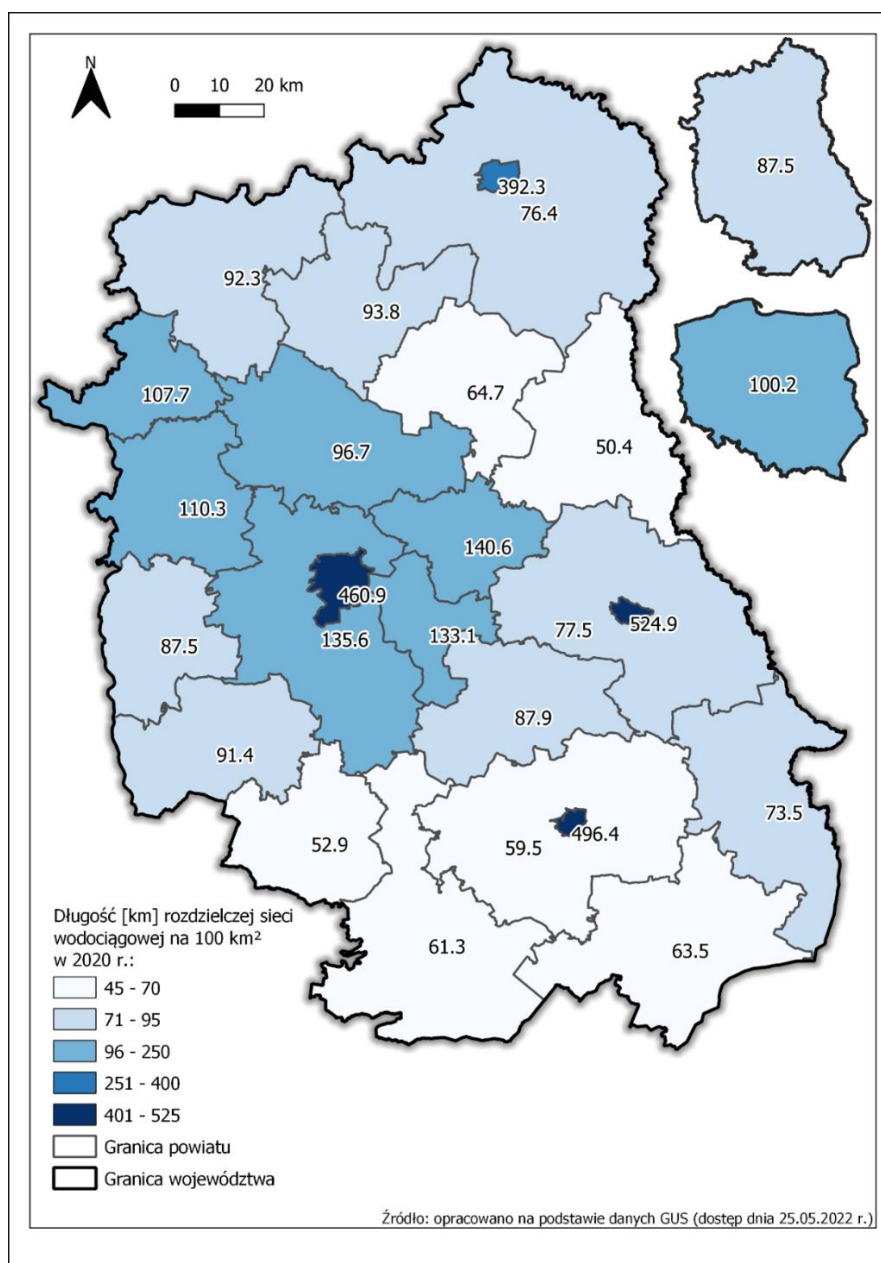 N
0 10 20 km
87.5
392.3
76.4
92.3
93.8
100.2
107.7
64.7
96.7
50.4
110.3
140.6
460.9
524.9
77.5
135.6
133.1
87.5
87.9
91.4
73.5
52.9
59.5
496.4
61.3
63.5
Długość [km] rozdzielczej sieci
wodociągowej na 100 km²
w 2020 r.:
45 - 70
71 - 95
96 - 250
251 - 400
401 - 525
Granica powiatu
Granica województwa
Źródło: opracowano na podstawie danych GUS (dostęp dnia 25.05.2022 r.)